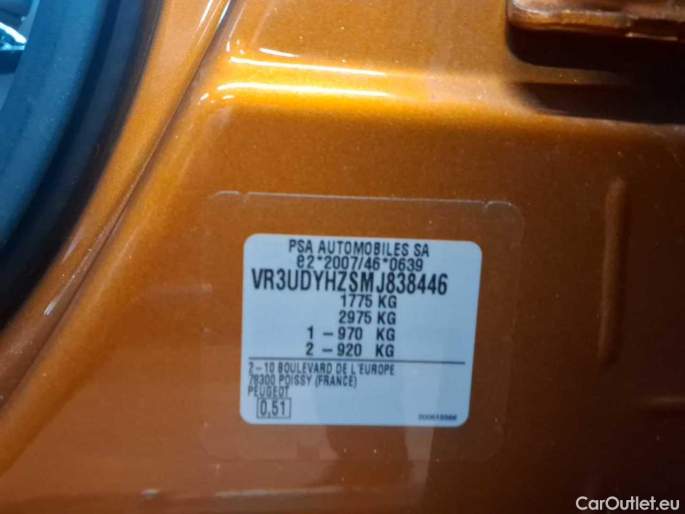 PSA AUTOMOBILES SA
e2*2007/46*0639
VR3UDYHZSMJ838446
1775 KG
2975 KG
1 – 970 KG
2 – 920 KG
2–10 BOULEVARD DE L'EUROPE
78300 POISSY (FRANCE)
PEUGEOT
0,51
CarOutlet.eu